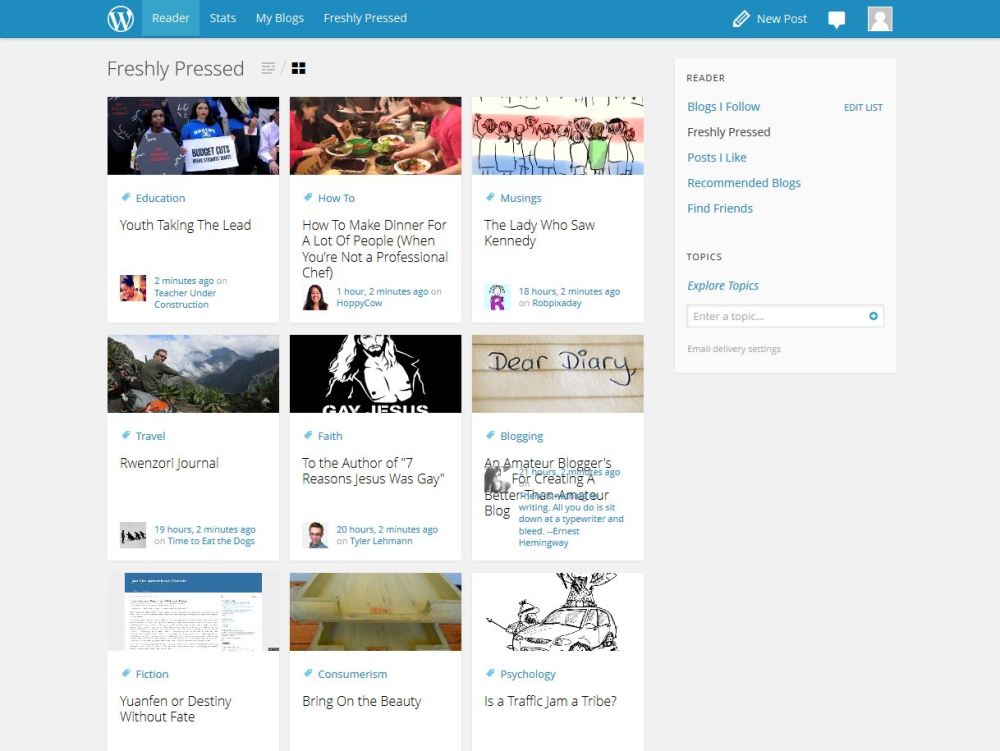 Reader Stats My Blogs Freshly Pressed New Post
Freshly Pressed
BUDGET CUTS
Education
Youth Taking The Lead
2 minutes ago on
Teacher Under
Construction
How To
How To Make Dinner For
A Lot Of People (When
You're Not a Professional
Chef)
1 hour, 2 minutes ago on
HoppyCow
Musings
The Lady Who Saw
Kennedy
R
18 hours, 2 minutes ago
on Robpixaday
Travel
Rwenzori Journal
19 hours, 2 minutes ago
on Time to Eat the Dogs
GAY JESUS
Faith
To the Author of "7
Reasons Jesus Was Gay"
20 hours, 2 minutes ago
on Tyler Lehmann
Dear Diary,
Blogging
An Amateur Blogger's
For Creating A
Better-Than-Amateur
Blog
21 hours, 2 minutes ago
on
writing. All you do is sit
down at a typewriter and
bleed. --Ernest
Hemingway
Fiction
Yuanfen or Destiny
Without Fate
Consumerism
Bring On the Beauty
Psychology
Is a Traffic Jam a Tribe?
READER
Blogs I Follow EDIT LIST
Freshly Pressed
Posts I Like
Recommended Blogs
Find Friends
TOPICS
Explore Topics
Enter a topic...
Email delivery settings